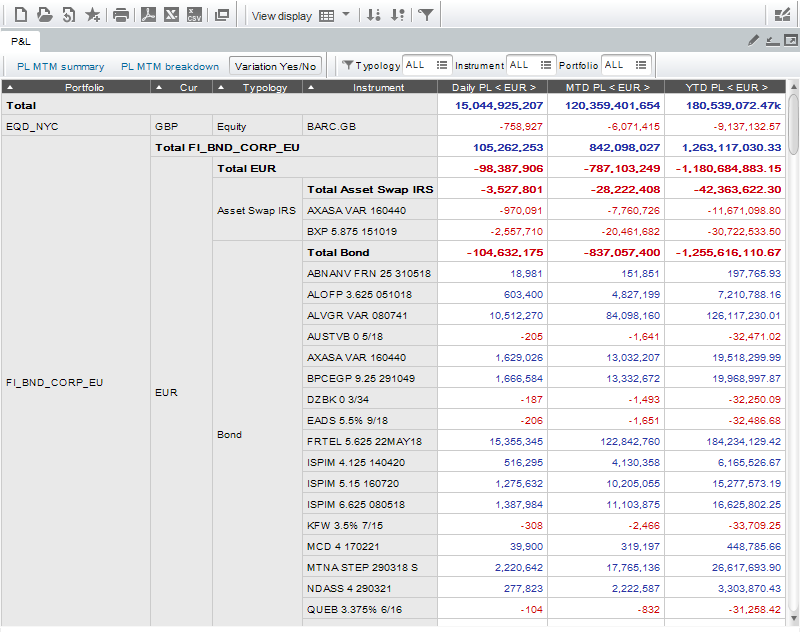 View display
P&L
PL MTM summary PL MTM breakdown Variation Yes/No Typology ALL Instrument ALL Portfolio ALL
Portfolio Cur Typology Instrument Daily PL < EUR > MTD PL < EUR > YTD PL < EUR >
Total 15,044,925,207 120,359,401,654 180,539,072.47k
EQD_NYC GBP Equity BARC.GB -758,927 -6,071,415 -9,137,132.57
Total FI_BND_CORP_EU 105,262,253 842,098,027 1,263,117,030.33
Total EUR -98,387,906 -787,103,249 -1,180,684,883.15
Total Asset Swap IRS -3,527,801 -28,222,408 -42,363,622.30
Asset Swap IRS AXASA VAR 160440 -970,091 -7,760,726 -11,671,098.80
BXP 5.875 151019 -2,557,710 -20,461,682 -30,722,533.50
Total Bond -104,632,175 -837,057,400 -1,255,616,110.67
ABNANV FRN 25 310518 18,981 151,851 197,765.93
ALOFP 3.625 051018 603,400 4,827,199 7,210,788.16
ALVGR VAR 080741 10,512,270 84,098,160 126,117,230.01
AUSTVB 0 5/18 -205 -1,641 -32,471.02
AXASA VAR 160440 1,629,026 13,032,207 19,518,299.99
BPCEGP 9.25 291049 1,666,584 13,332,672 19,968,997.87
FI_BND_CORP_EU
EUR
DZBK 0 3/34 -187 -1,493 -32,250.09
EADS 5.5% 9/18 -206 -1,651 -32,486.68
Bond
FRTEL 5.625 22MAY18 15,355,345 122,842,760 184,234,129.42
ISPIM 4.125 140420 516,295 4,130,358 6,165,526.67
ISPIM 5.15 160720 1,275,632 10,205,055 15,277,573.19
ISPIM 6.625 080518 1,387,984 11,103,875 16,625,802.25
KFW 3.5% 7/15 -308 -2,466 -33,709.25
MCD 4 170221 39,900 319,197 448,785.66
MTNA STEP 290318 S 2,220,642 17,765,136 26,617,693.90
NDASS 4 290321 277,823 2,222,587 3,303,870.43
QUEB 3.375% 6/16 -104 -832 -31,258.42